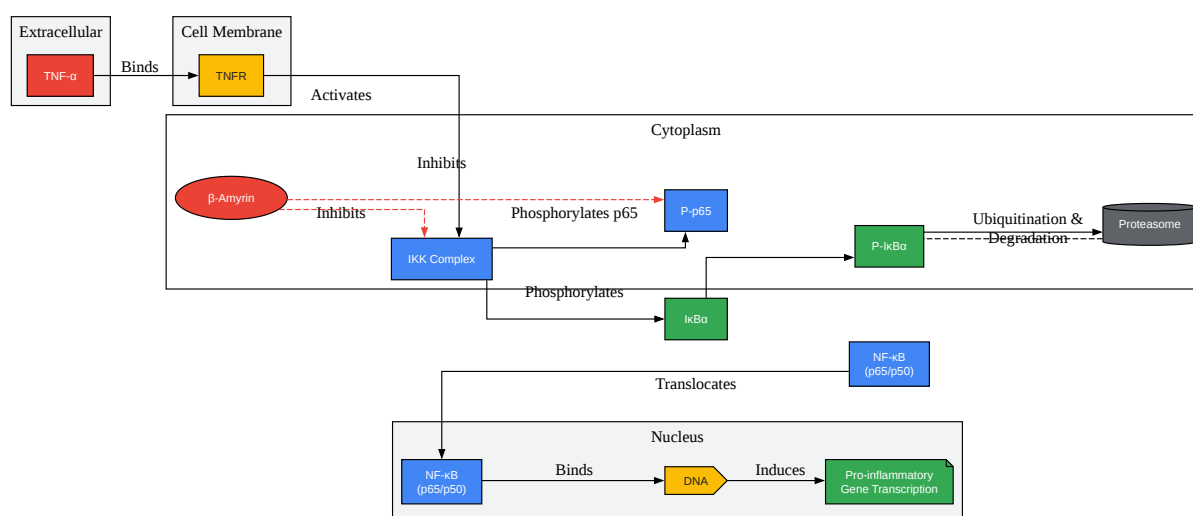 Extracellular
Cell Membrane
TNF-α
Binds
TNFR
Activates
Cytoplasm
Inhibits
β-Amyrin
Inhibits
Phosphorylates p65
P-p65
Ubiquitination &
Degradation
Proteasome
IKK Complex
P-IκBα
Phosphorylates
IκBα
NF-κB
(p65/p50)
Translocates
Nucleus
NF-κB
(p65/p50)
Binds
DNA
Induces
Pro-inflammatory
Gene Transcription